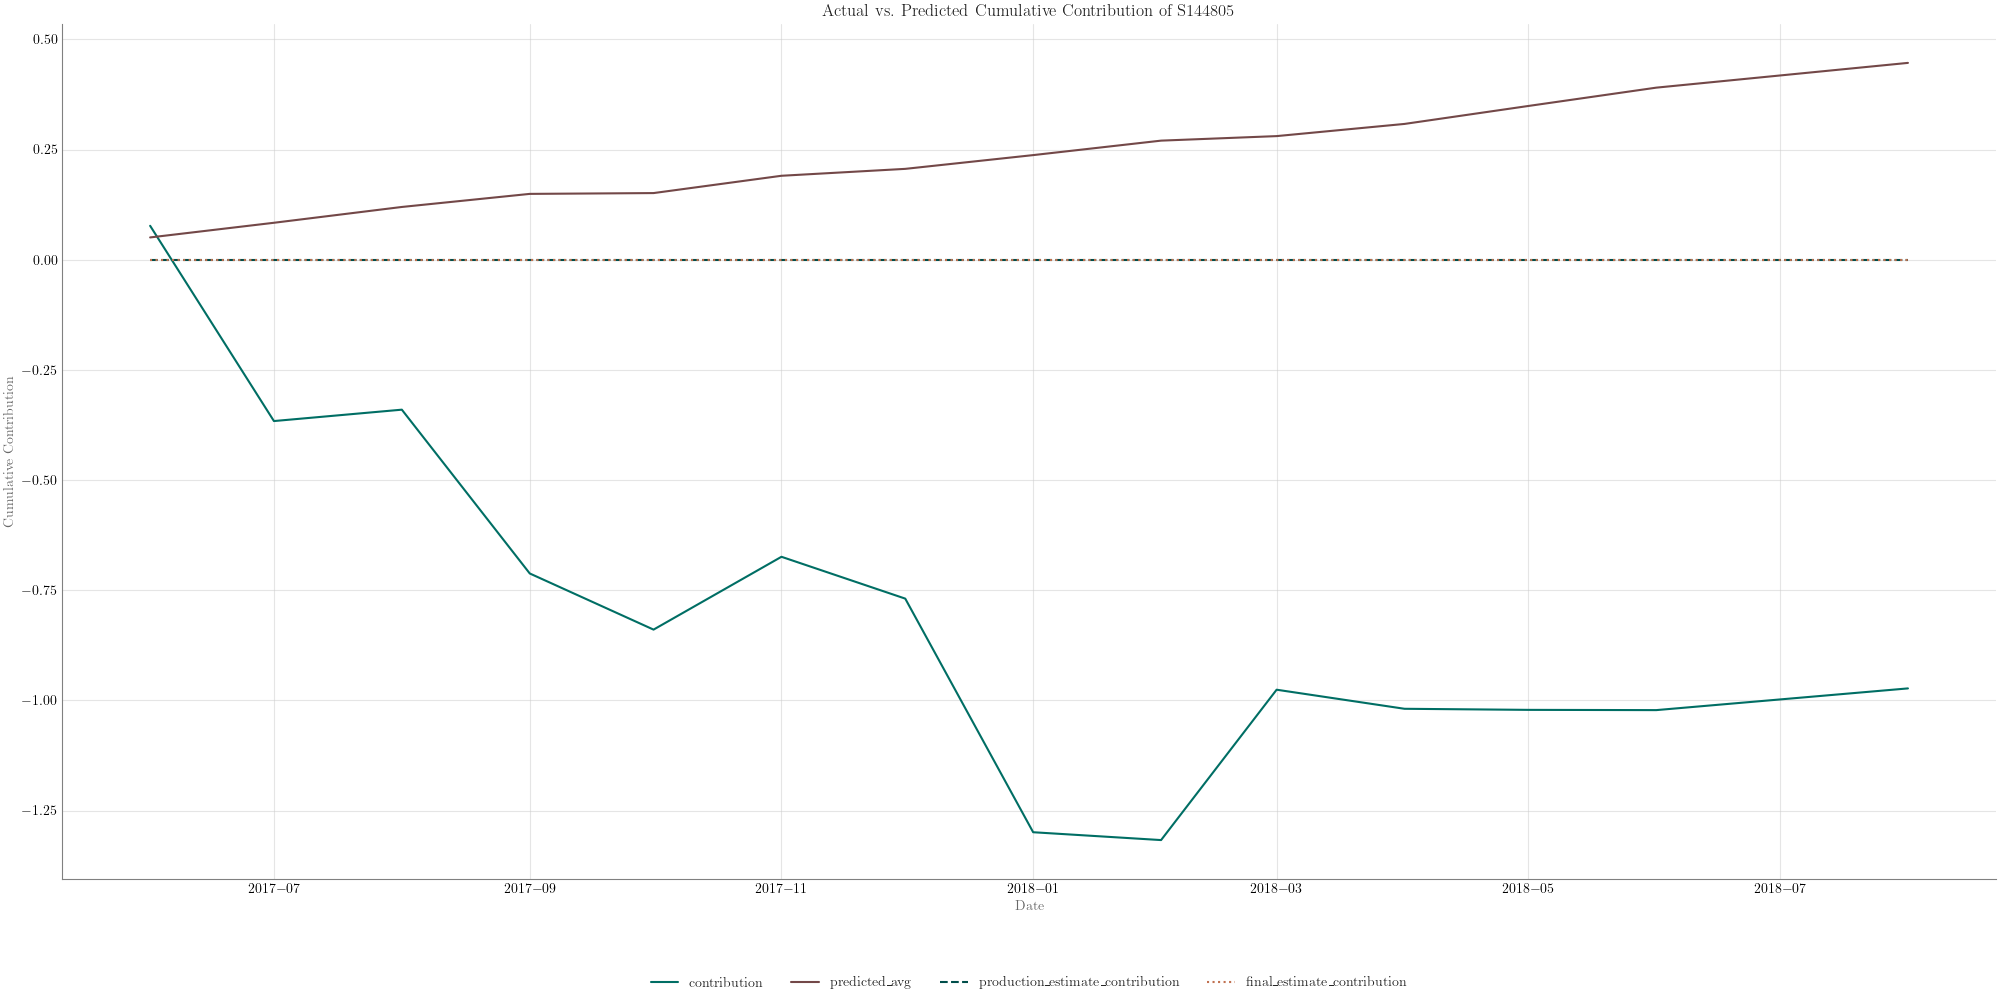 Actual vs. Predicted Cumulative Contribution of S144805
0.50
0.25
0.00
−0.25
−0.50
−0.75
−1.00
−1.25
Cumulative Contribution
2017−07 2017−09 2017−11 2018−01 2018−03 2018−05 2018−07
Date
contribution predicted_avg production_estimate_contribution final_estimate_contribution